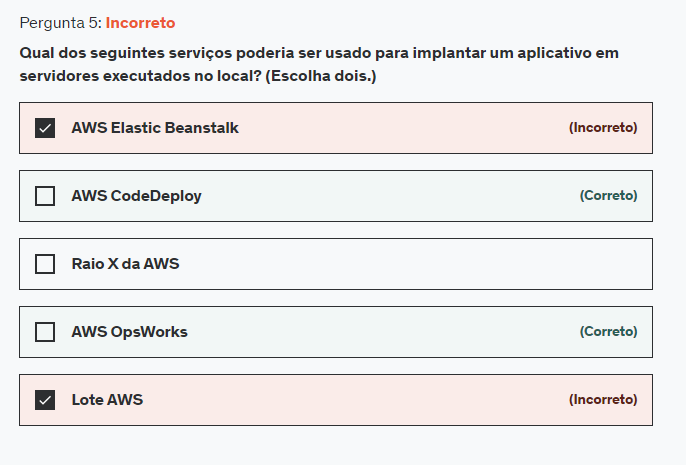 Pergunta 5: Incorreto
Qual dos seguintes serviços poderia ser usado para implantar um aplicativo em
servidores executados no local? (Escolha dois.)
AWS Elastic Beanstalk (Incorreto)
AWS CodeDeploy (Correto)
Raio X da AWS
AWS OpsWorks (Correto)
Lote AWS (Incorreto)